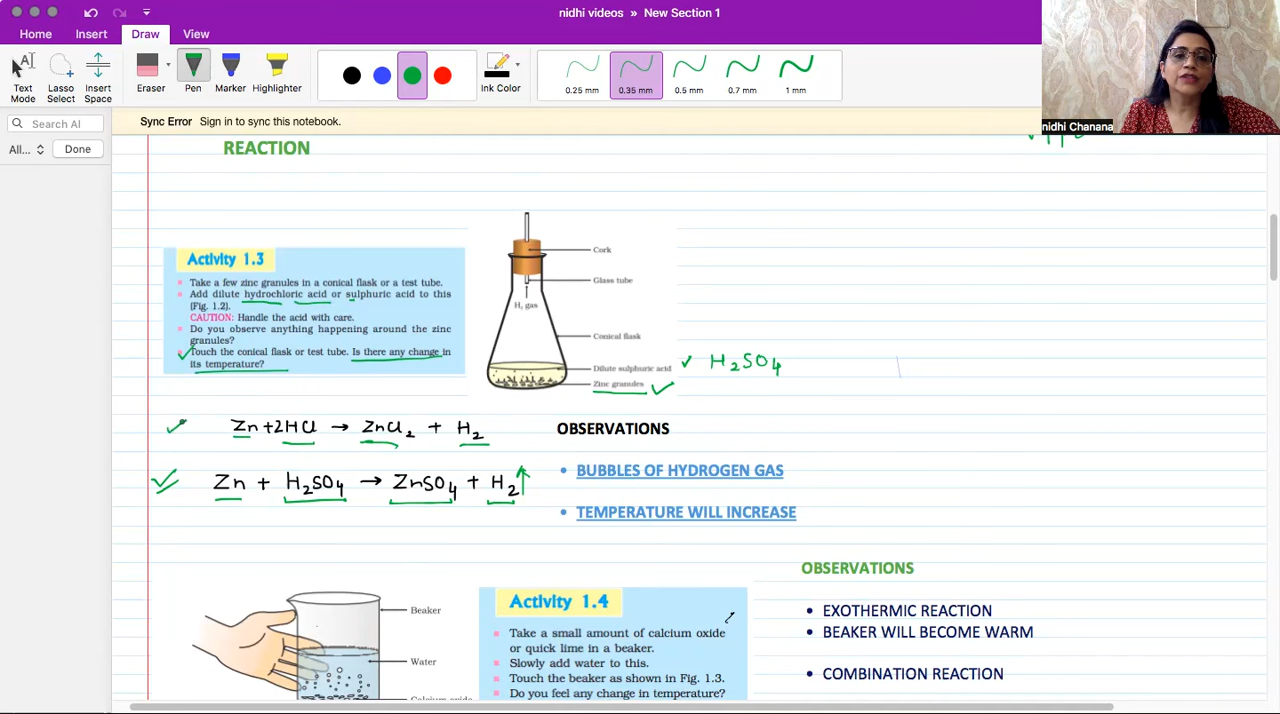 nidhi videos » New Section 1
Home Insert Draw View
Text Mode
Lasso Select
Insert Space
Eraser
Pen
Marker
Highlighter
Ink Color
0.25 mm
0.35 mm
0.5 mm
0.7 mm
1 mm
nidhi Chanana
Search Al
All... Done
Sync Error Sign in to sync this notebook.
REACTION
Activity 1.3
Take a few zinc granules in a conical flask or a test tube.
Add dilute hydrochloric acid or sulphuric acid to this
(Fig. 1.2).
CAUTION: Handle the acid with care.
Do you observe anything happening around the zinc
granules?
Touch the conical flask or test tube. Is there any change in
its temperature?
Cork
Glass tube
H₂ gas
Conical flask
Dilute sulphuric acid ✓ H₂SO₄
Zinc granules ✓
✓ Zn+2HCl → ZnCl₂ + H₂
✓ Zn + H₂SO₄ → ZnSO₄ + H₂↑
OBSERVATIONS
• BUBBLES OF HYDROGEN GAS
• TEMPERATURE WILL INCREASE
Beaker
Water
Calcium oxide
Activity 1.4
Take a small amount of calcium oxide
or quick lime in a beaker.
Slowly add water to this.
Touch the beaker as shown in Fig. 1.3.
Do you feel any change in temperature?
OBSERVATIONS
• EXOTHERMIC REACTION
• BEAKER WILL BECOME WARM
• COMBINATION REACTION